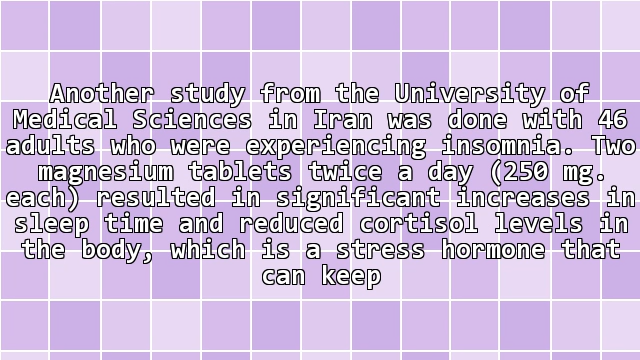 Another study from the University of
Medical Sciences in Iran was done with 46
adults who were experiencing insomnia. Two
magnesium tablets twice a day (250 mg.
each) resulted in significant increases in
sleep time and reduced cortisol levels in
the body, which is a stress hormone that
can keep